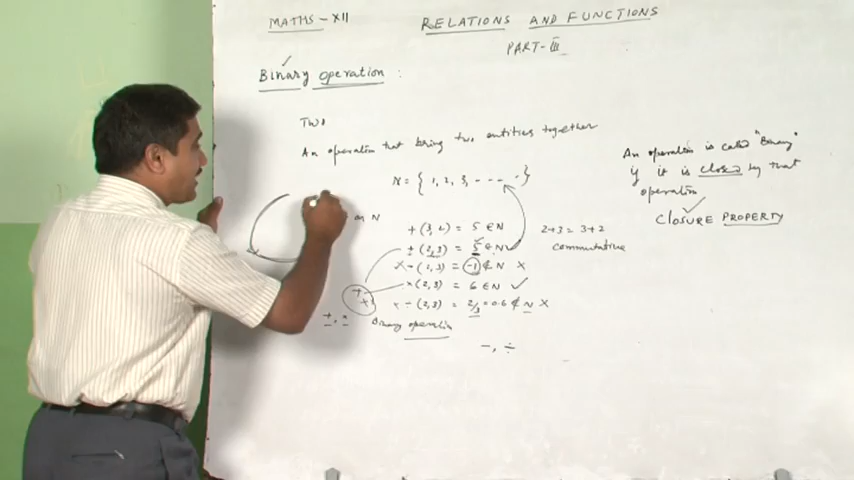 MATHS - XII
RELATIONS AND FUNCTIONS
PART-III
Binary operation :
TWO
An operation that bring two entities together
N = { 1, 2, 3, ------ }
on N
+ (3, 2) = 5 ∈ N
+ (2, 3) = 5 ∈ N ✓
× - (2, 3) = -1 ∉ N ×
× (2, 3) = 6 ∈ N ✓
× ÷ (2, 3) = 2/3 = 0.6 ∉ N ×
+
×
+, ×
Binary operation
-, ÷
2+3 = 3+2
commutative
An operation is called "Binary"
if it is closed by that
operation
CLOSURE PROPERTY